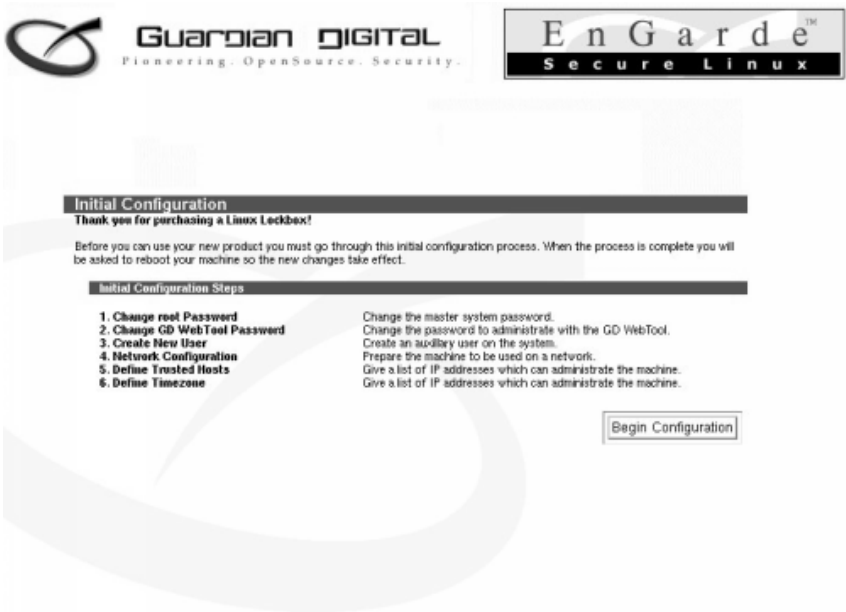 Guardian Digital
Pioneering. OpenSource. Security.
EnGarde™
Secure Linux
Initial Configuration
Thank you for purchasing a Linux Lockbox!
Before you can use your new product you must go through this initial configuration process. When the process is complete you will
be asked to reboot your machine so the new changes take effect.
Initial Configuration Steps
1. Change root Password Change the master system password.
2. Change GD WebTool Password Change the password to administrate with the GD WebTool.
3. Create New User Create an auxillary user on the system.
4. Network Configuration Prepare the machine to be used on a network.
5. Define Trusted Hosts Give a list of IP addresses which can administrate the machine.
6. Define Timezone Give a list of IP addresses which can administrate the machine.
Begin Configuration